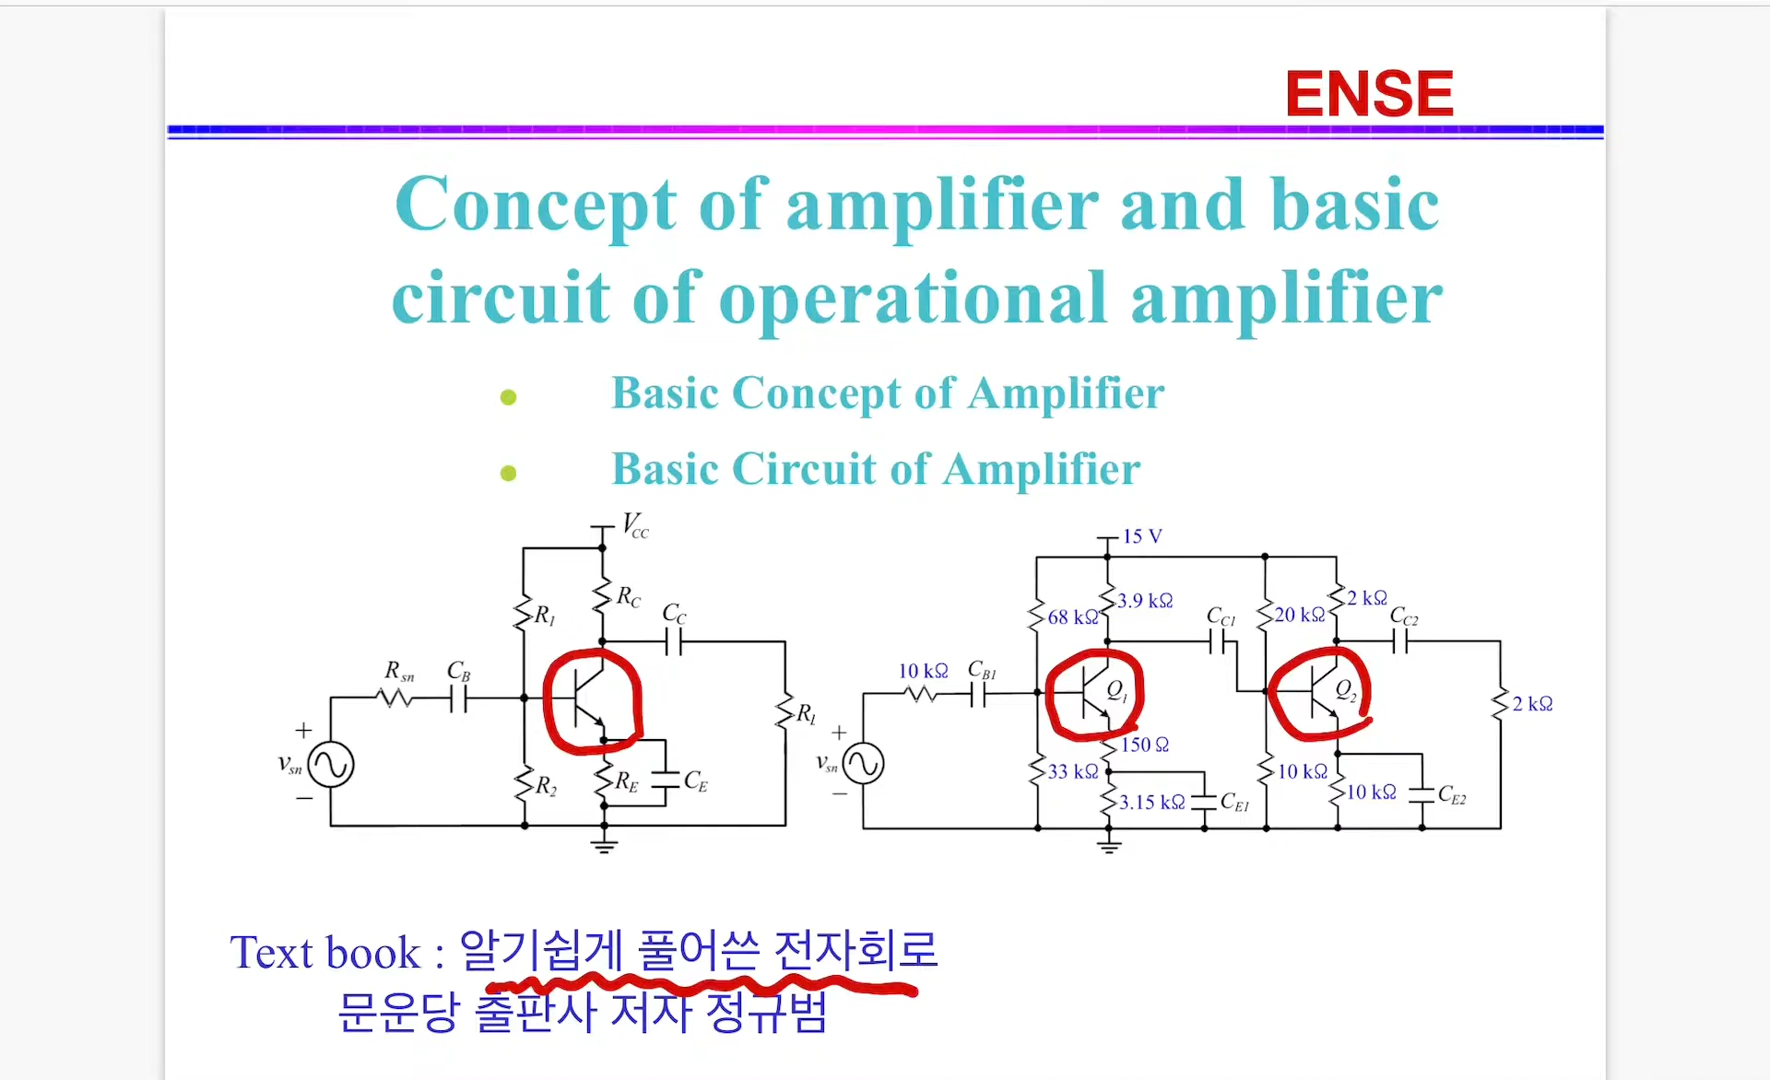 ENSE
Concept of amplifier and basic
circuit of operational amplifier
Basic Concept of Amplifier
Basic Circuit of Amplifier
V_CC
R_C
R_1
C_C
R_sn
C_B
R_L
+
v_sn
−
R_2
R_E
C_E
15 V
3.9 kΩ
68 kΩ
C_C1
20 kΩ
2 kΩ
C_C2
10 kΩ
C_B1
Q_1
Q_2
2 kΩ
+
v_sn
−
150 Ω
33 kΩ
3.15 kΩ
C_E1
10 kΩ
10 kΩ
C_E2
Text book : 알기쉽게 풀어쓴 전자회로
문운당 출판사 저자 정규범